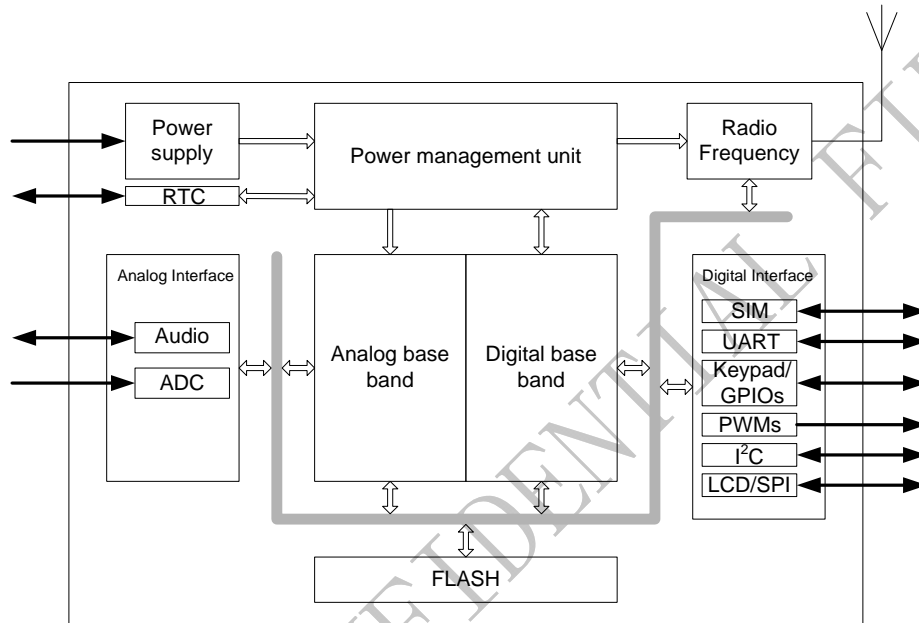 Power
supply
Power management unit
Radio
Frequency
RTC
Analog Interface
Audio
ADC
Analog base
band
Digital base
band
Digital Interface
SIM
UART
Keypad/
GPIOs
PWMs
I²C
LCD/SPI
FLASH